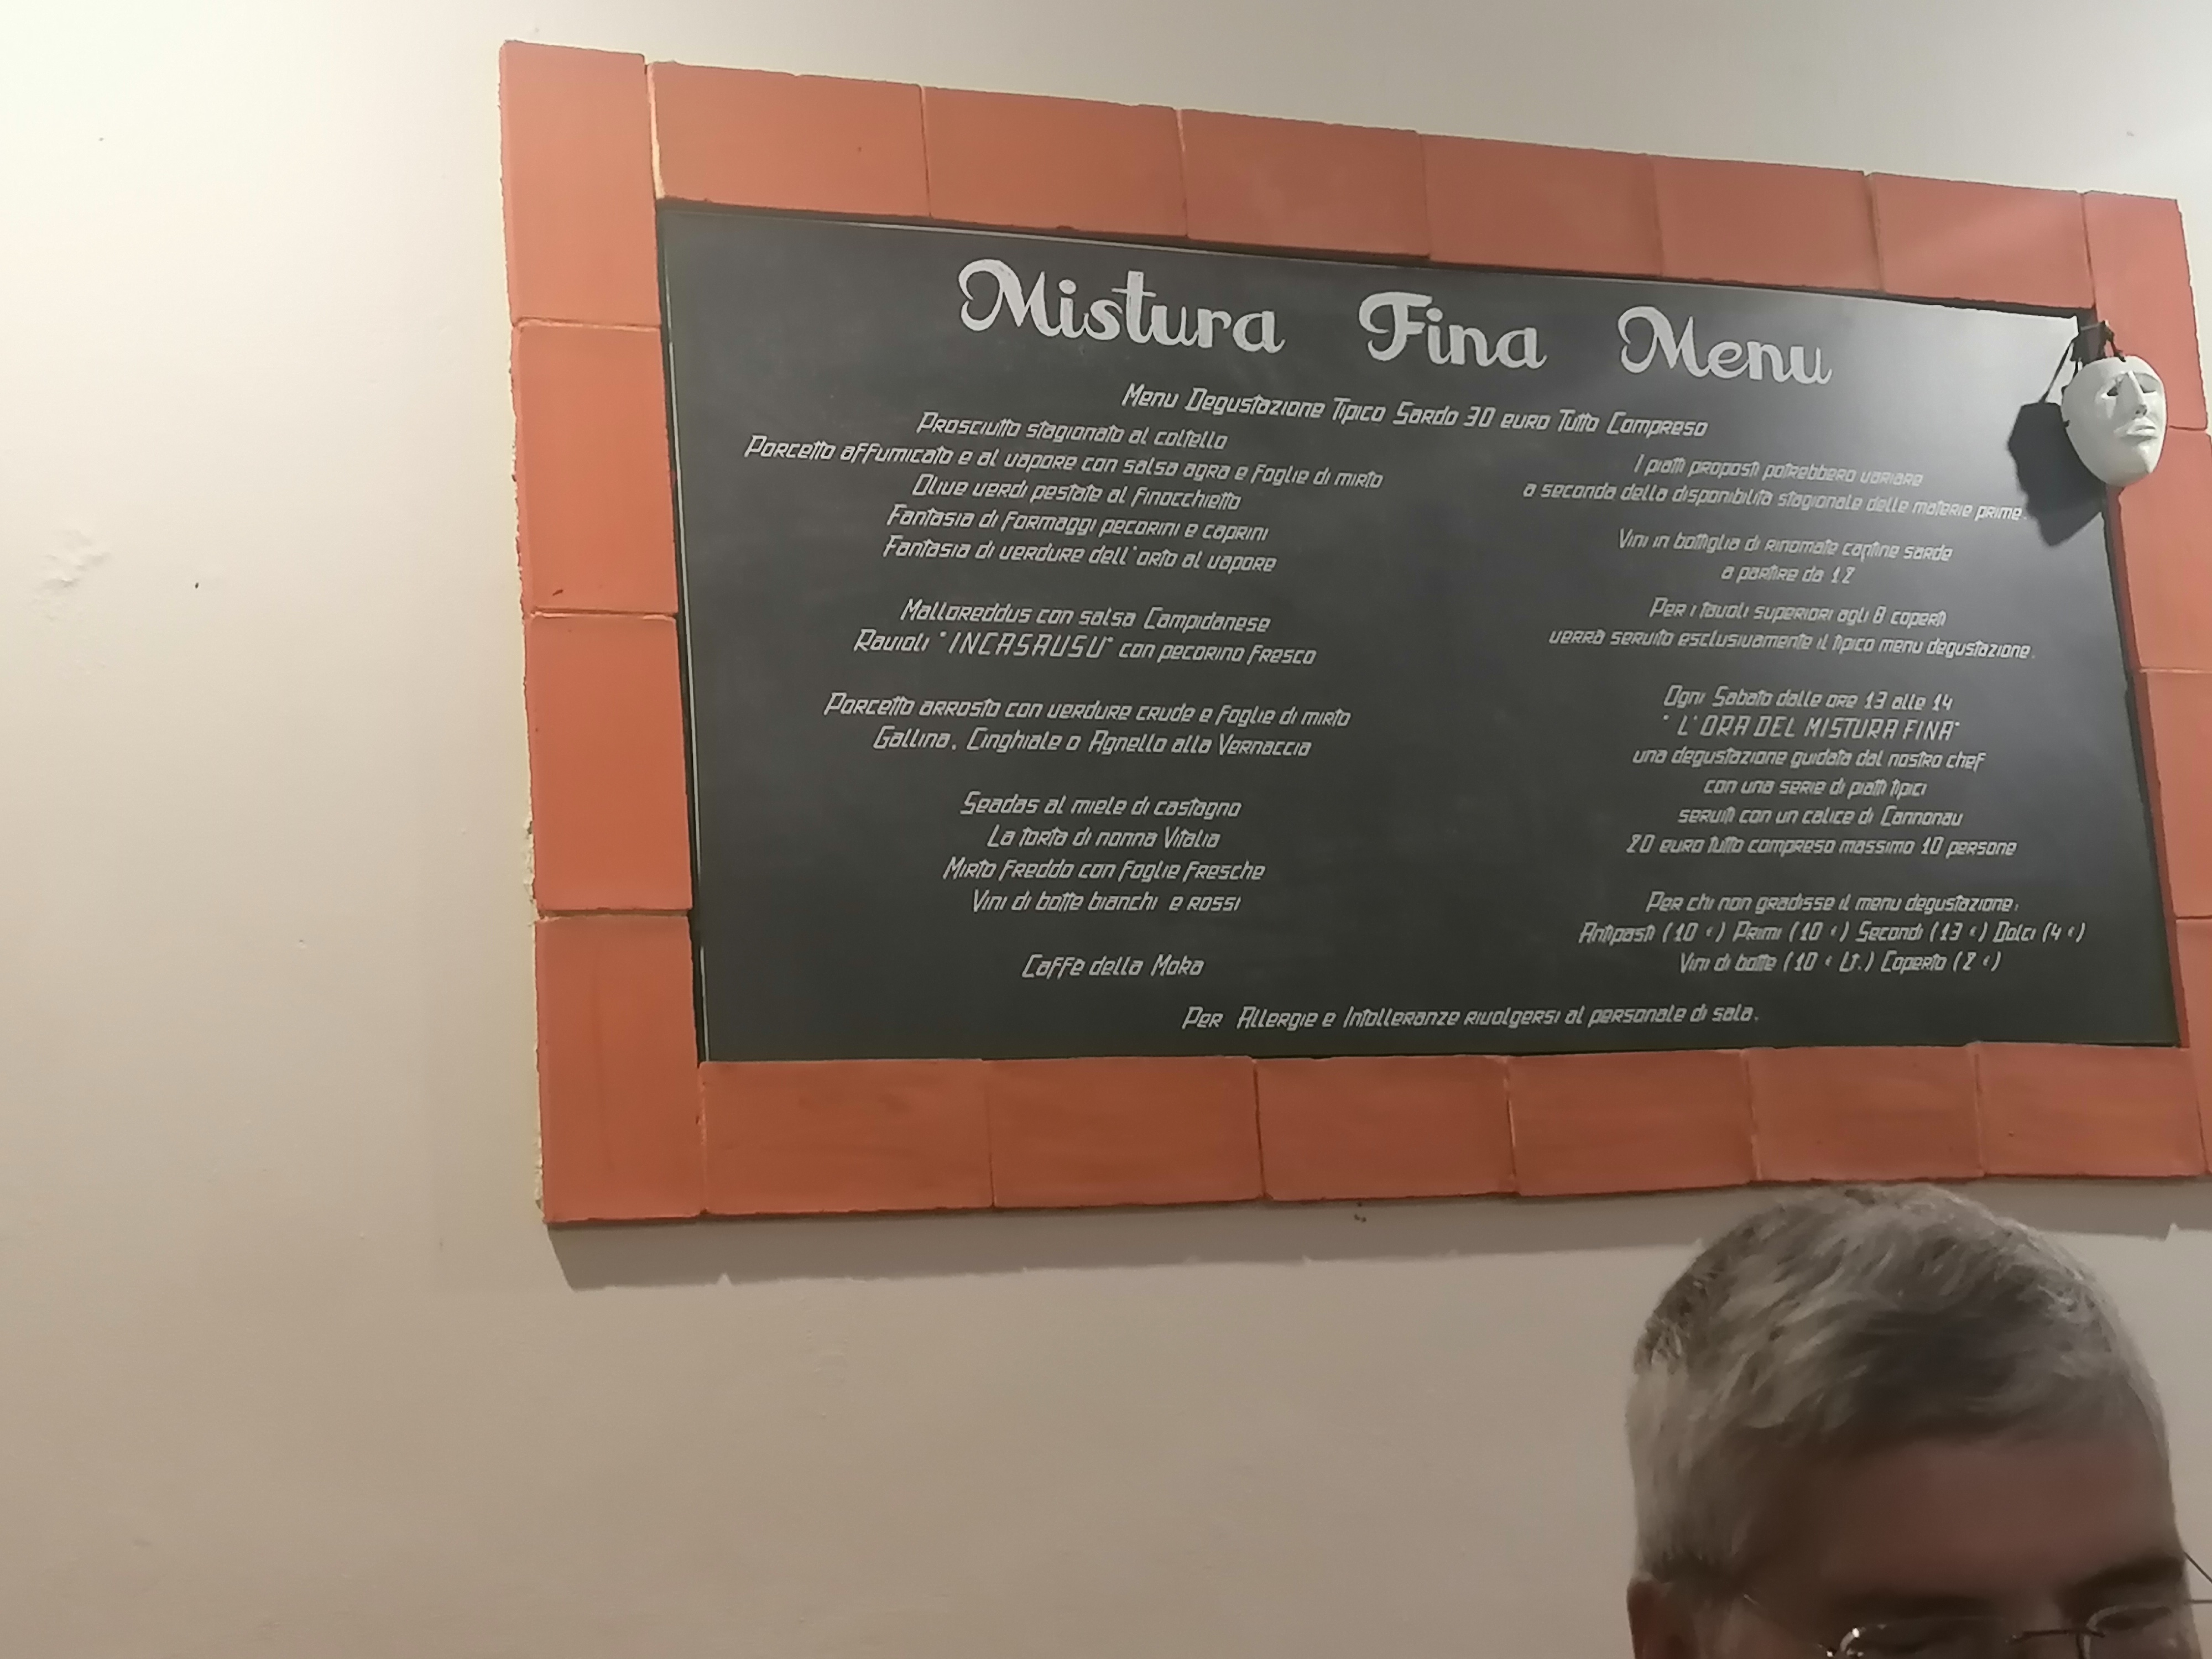 Mistura Fina Menu
Menu Degustazione Tipico Sardo 30 euro Tutto Compreso
Prosciutto stagionato al coltello
Porcetto affumicato e al vapore con salsa agra e foglie di mirto
Olive verdi pestate al finocchietto
Fantasia di formaggi pecorini e caprini
Fantasia di verdure dell'orto al vapore
Malloreddus con salsa Campidanese
Ravioli "INCASAUSU" con pecorino fresco
Porcetto arrosto con verdure crude e foglie di mirto
Gallina, Cinghiale o Agnello alla Vernaccia
Seadas al miele di castagno
La torta di nonna Vitalia
Mirto freddo con foglie fresche
Vini di botte bianchi e rossi
Caffè della Moka
I piatti proposti potrebbero variare
a seconda della disponibilità stagionale delle materie prime.
Vini in bottiglia di rinomate cantine sarde
a partire da 12
Per i tavoli superiori agli 8 coperti
verrà servito esclusivamente il tipico menu degustazione.
Ogni Sabato dalle ore 13 alle 14
"L'ORA DEL MISTURA FINA"
una degustazione guidata dal nostro chef
con una serie di piatti tipici
serviti con un calice di Cannonau
20 euro tutto compreso massimo 10 persone
Per chi non gradisse il menu degustazione:
Antipasti (10 €) Primi (10 €) Secondi (13 €) Dolci (4 €)
Vini di botte (10 € Lt.) Coperto (2 €)
Per Allergie e Intolleranze rivolgersi al personale di sala.